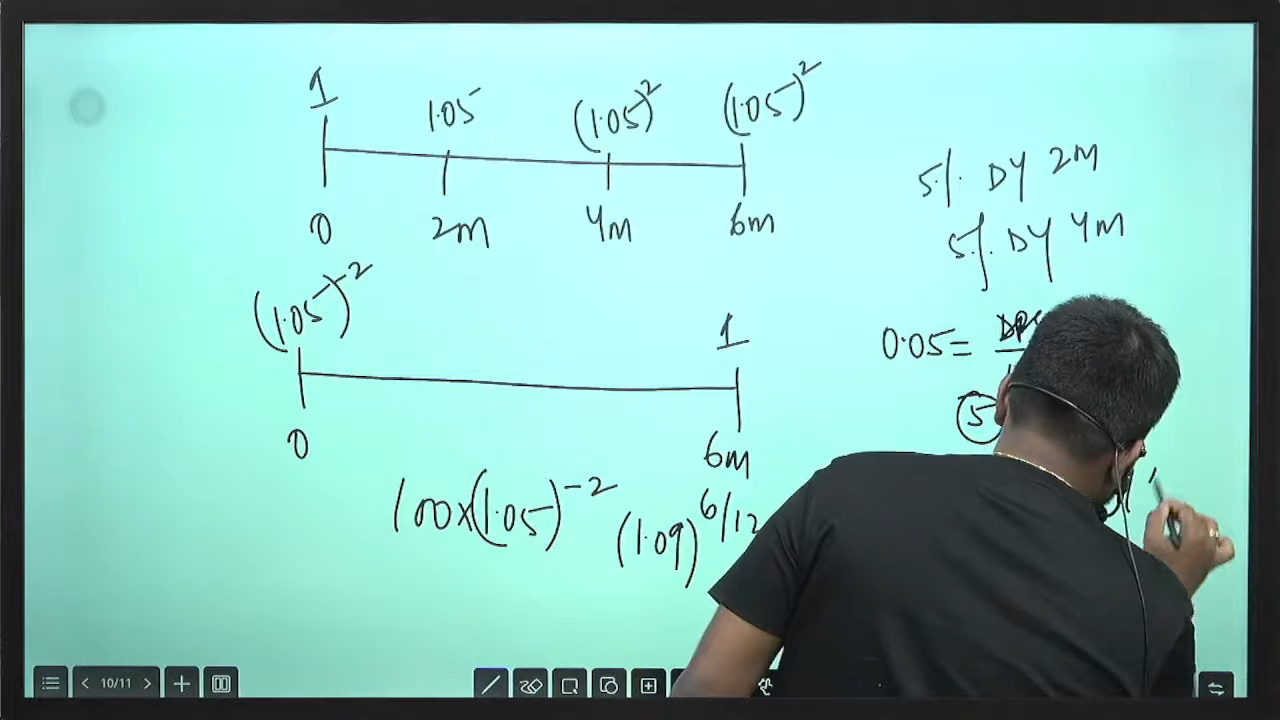 1 1.05 (1.05)² (1.05)²
0 2M 4M 6M
5% DY 2M
5% DY 4M
(1.05)⁻² 1
0 6M
0.05 =
5
100×(1.05)⁻² (1.09)^6/12
10/11